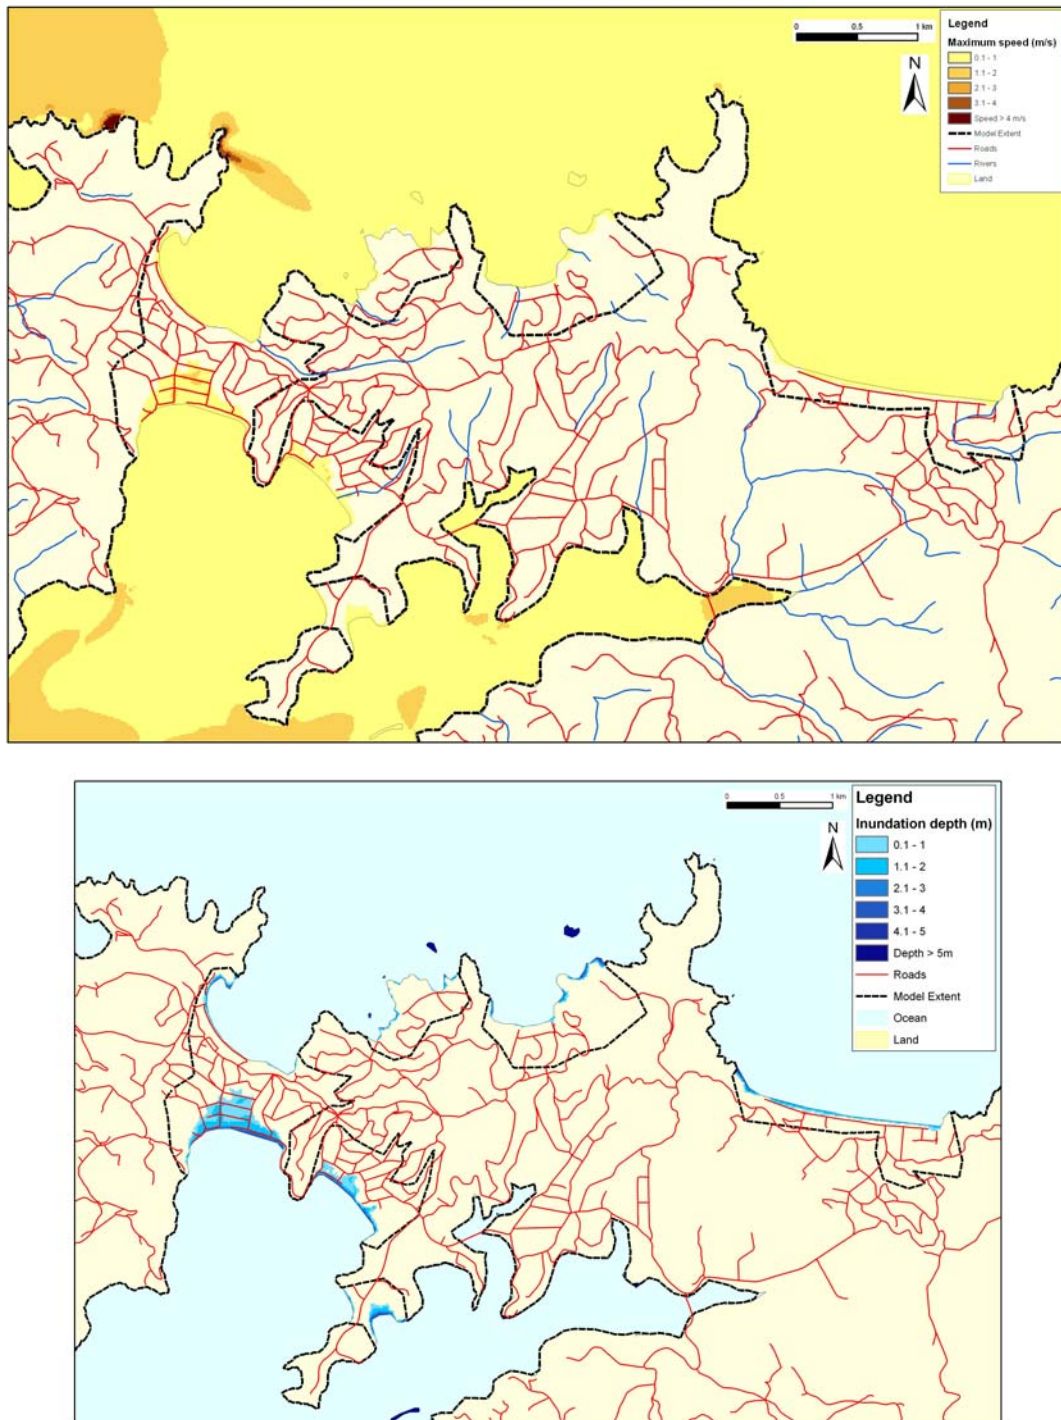 0 0.5 1 km
N
Legend
Maximum speed (m/s)
0.1 - 1
1.1 - 2
2.1 - 3
3.1 - 4
Speed > 4 m/s
Model Extent
Roads
Rivers
Land
0 0.5 1 km
N
Legend
Inundation depth (m)
0.1 - 1
1.1 - 2
2.1 - 3
3.1 - 4
4.1 - 5
Depth > 5m
Roads
Model Extent
Ocean
Land